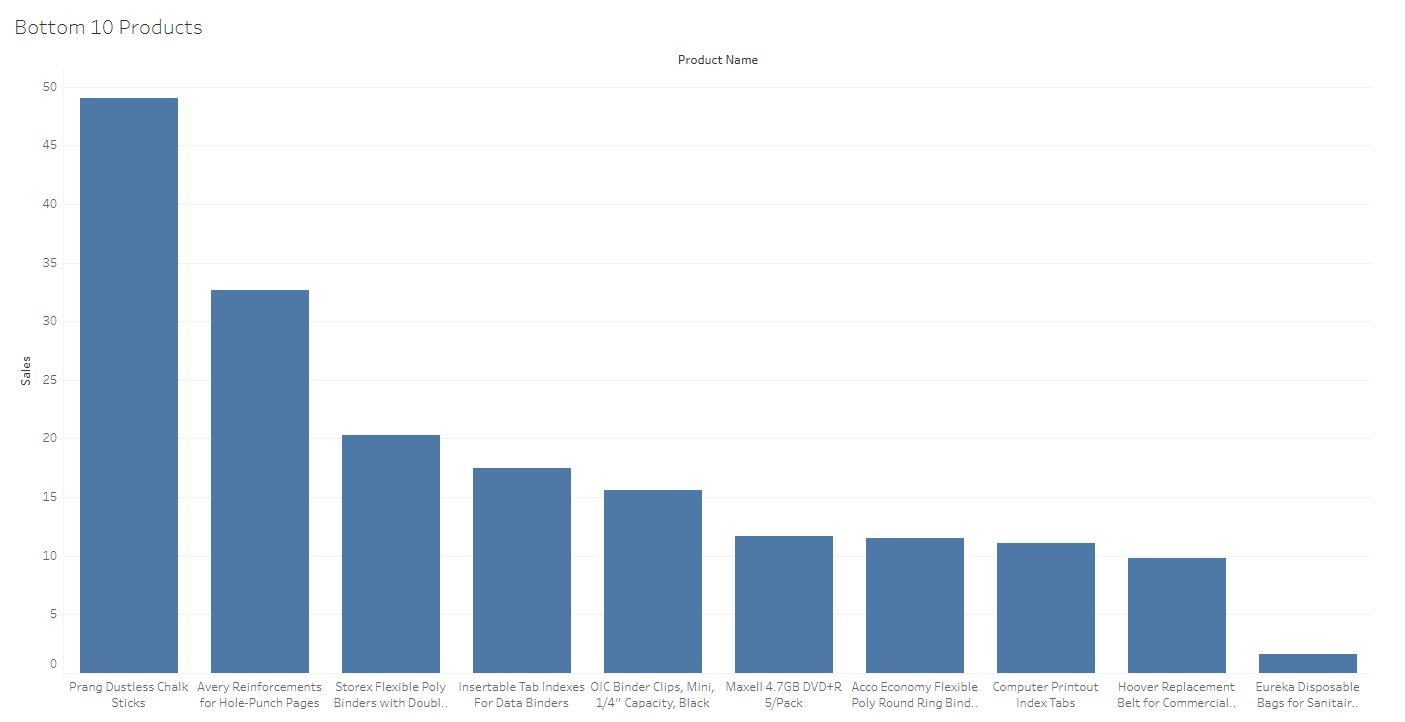 Bottom 10 Products
Product Name
50
45
40
35
30
25
20
15
10
5
0
Sales
Prang Dustless Chalk
Sticks
Avery Reinforcements
for Hole-Punch Pages
Storex Flexible Poly
Binders with Doubl..
Insertable Tab Indexes
For Data Binders
OIC Binder Clips, Mini,
1/4" Capacity, Black
Maxell 4.7GB DVD+R
5/Pack
Acco Economy Flexible
Poly Round Ring Bind..
Computer Printout
Index Tabs
Hoover Replacement
Belt for Commercial..
Eureka Disposable
Bags for Sanitair..